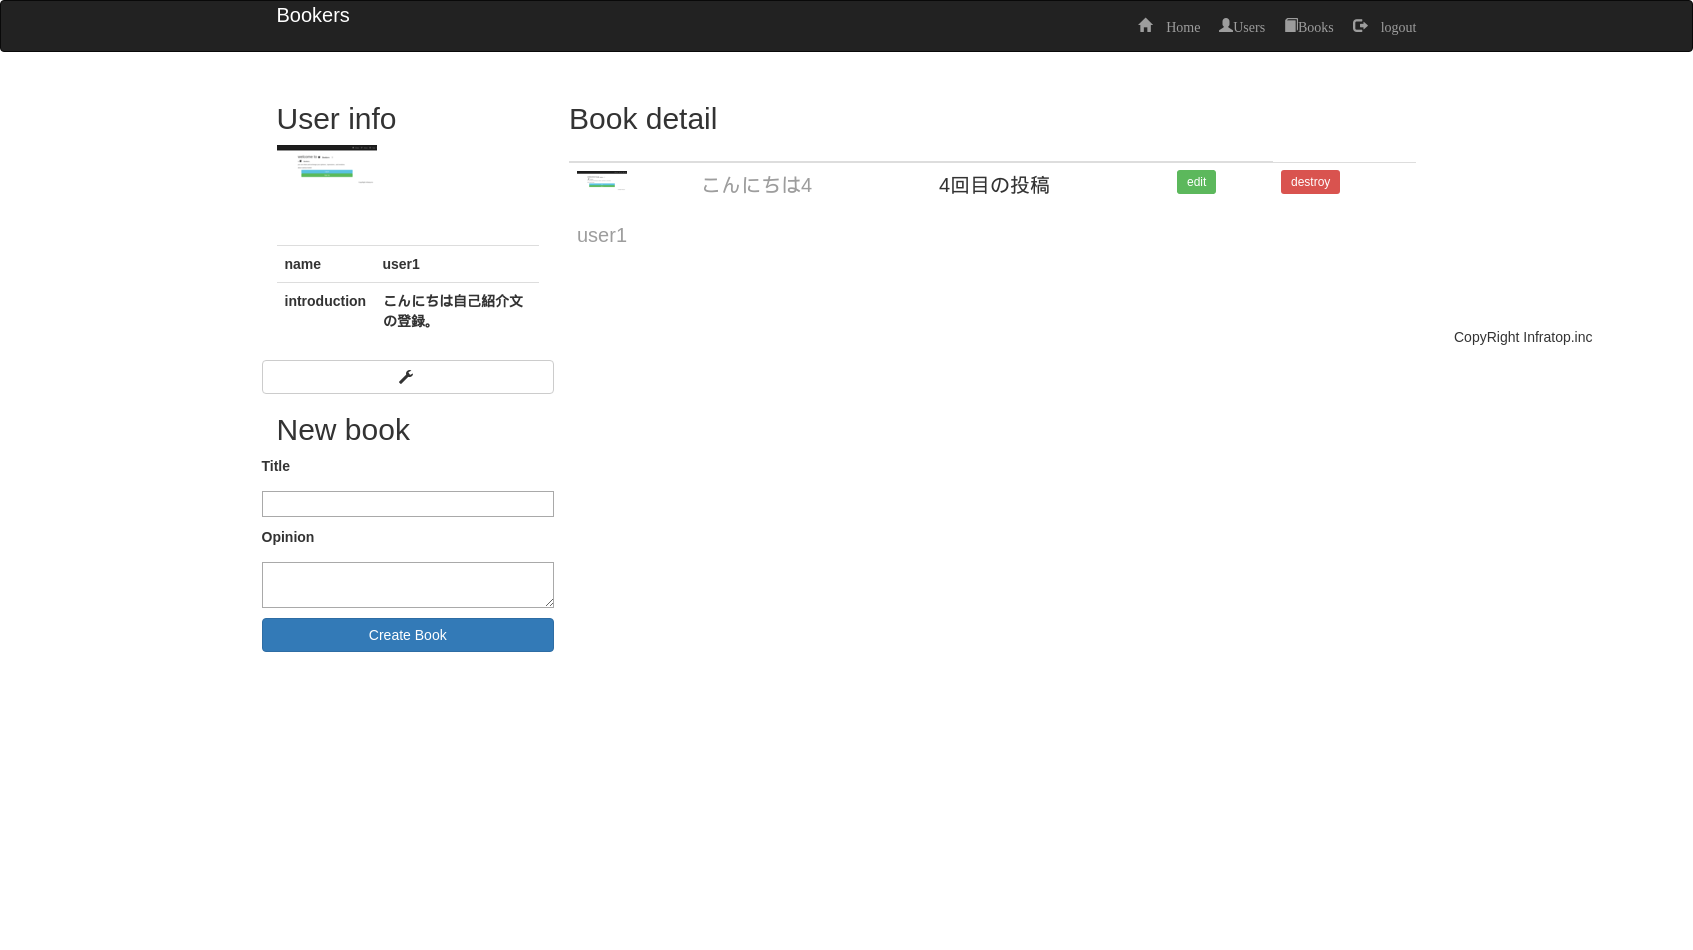 Bookers
Home Users Books logout
User info
name user1
introduction こんにちは自己紹介文
の登録。
New book
Title
Opinion
Create Book
Book detail
こんにちは4 4回目の投稿 edit destroy
user1
CopyRight Infratop.inc